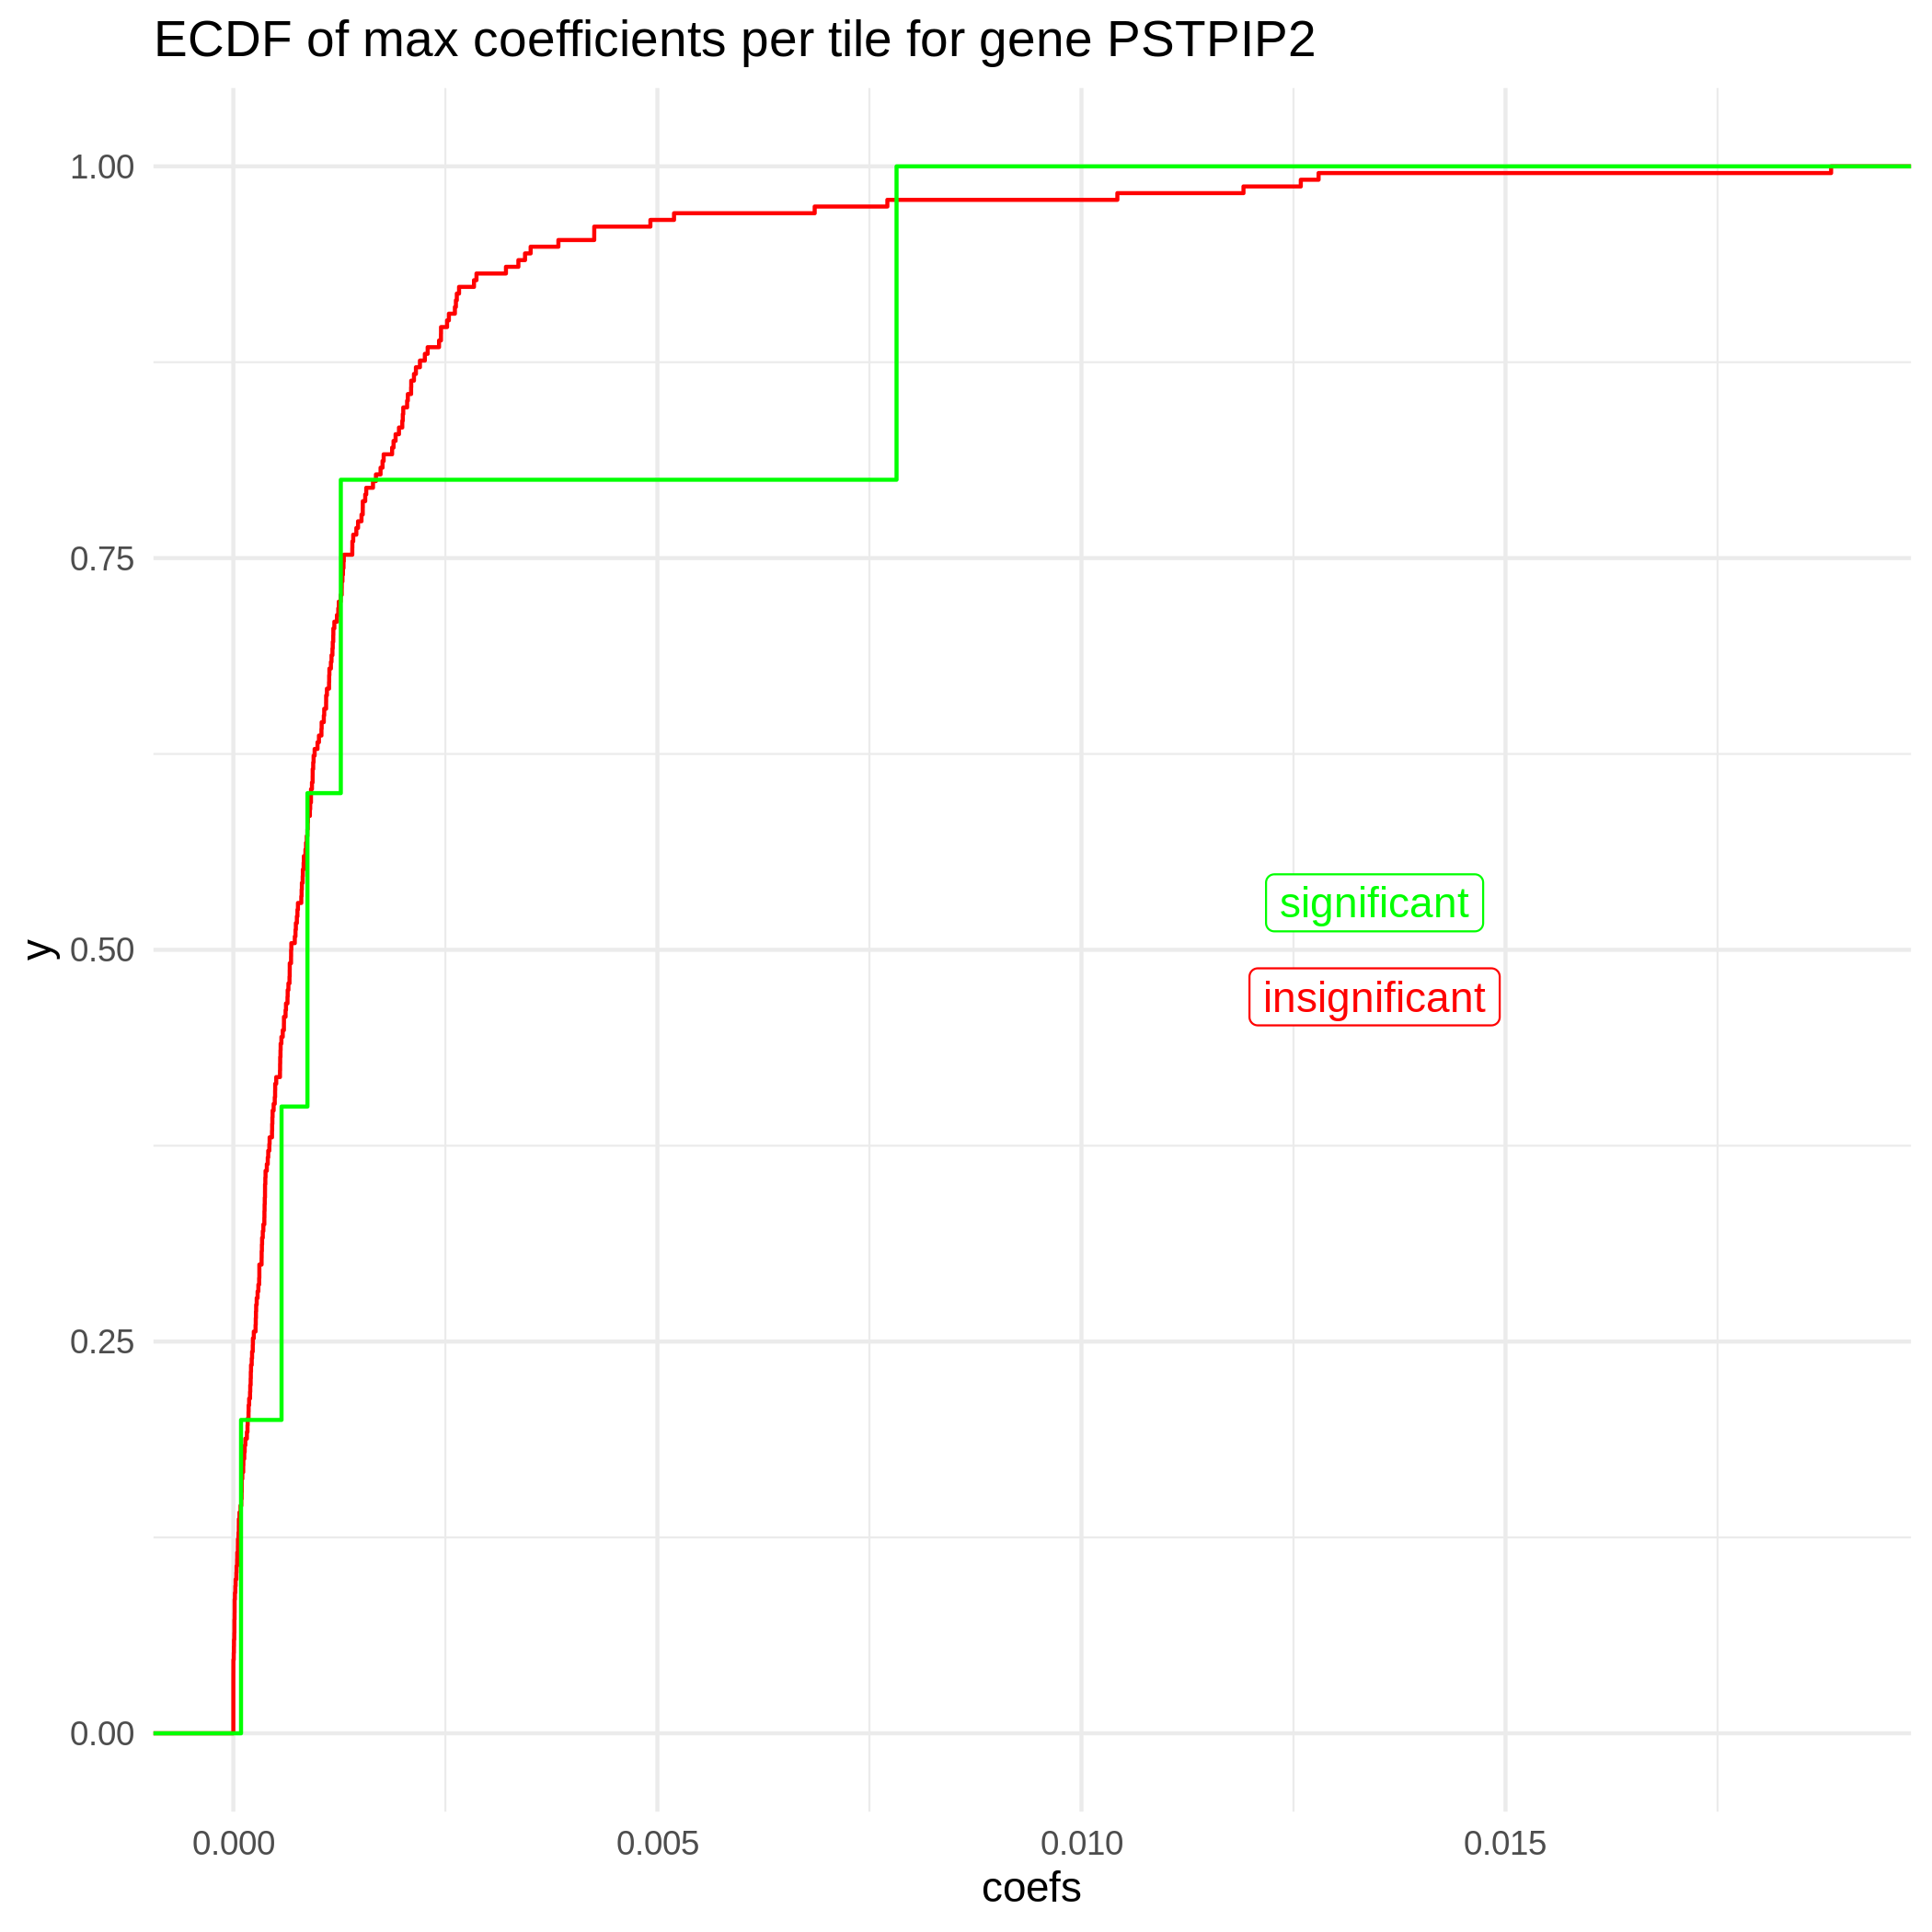 ECDF of max coefficients per tile for gene PSTPIP2
1.00
0.75
0.50
0.25
0.00
y
significant
insignificant
0.000 0.005 0.010 0.015
coefs